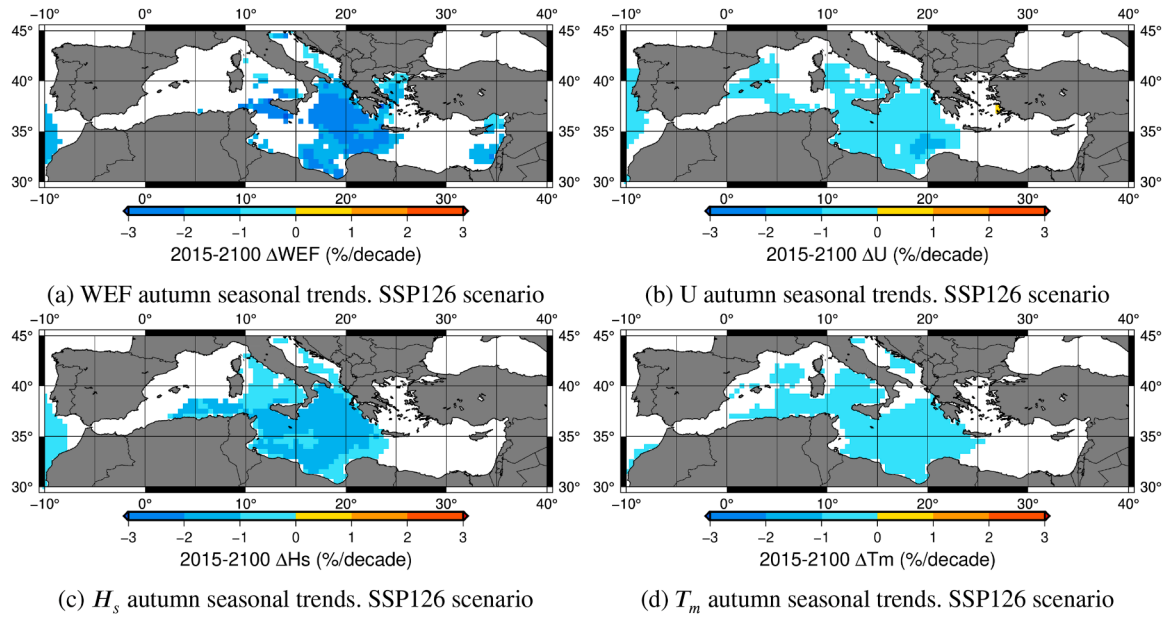 −10° 0° 10° 20° 30° 40°
45° 45°
40° 40°
35° 35°
30° 30°
−10° 0° 10° 20° 30° 40°
−3 −2 −1 0 1 2 3
2015-2100 ΔWEF (%/decade)
(a) WEF autumn seasonal trends. SSP126 scenario
−10° 0° 10° 20° 30° 40°
45° 45°
40° 40°
35° 35°
30° 30°
−10° 0° 10° 20° 30° 40°
−3 −2 −1 0 1 2 3
2015-2100 ΔU (%/decade)
(b) U autumn seasonal trends. SSP126 scenario
−10° 0° 10° 20° 30° 40°
45° 45°
40° 40°
35° 35°
30° 30°
−10° 0° 10° 20° 30° 40°
−3 −2 −1 0 1 2 3
2015-2100 ΔHs (%/decade)
(c) Hs autumn seasonal trends. SSP126 scenario
−10° 0° 10° 20° 30° 40°
45° 45°
40° 40°
35° 35°
30° 30°
−10° 0° 10° 20° 30° 40°
−3 −2 −1 0 1 2 3
2015-2100 ΔTm (%/decade)
(d) Tm autumn seasonal trends. SSP126 scenario